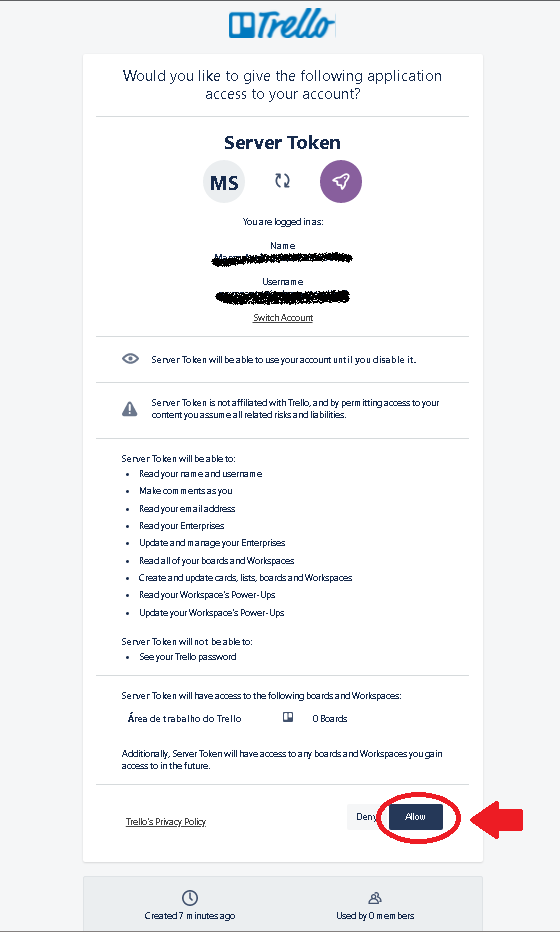 Trello
Would you like to give the following application
access to your account?
Server Token
MS
You are logged in as:
Name
Username
Switch Account
Server Token will be able to use your account until you disable it.
Server Token is not affiliated with Trello, and by permitting access to your
content you assume all related risks and liabilities.
Server Token will be able to:
• Read your name and username
• Make comments as you
• Read your email address
• Read your Enterprises
• Update and manage your Enterprises
• Read all of your boards and Workspaces
• Create and update cards, lists, boards and Workspaces
• Read your Workspace's Power-Ups
• Update your Workspace's Power-Ups
Server Token will not be able to:
• See your Trello password
Server Token will have access to the following boards and Workspaces:
Área de trabalho do Trello 0 Boards
Additionally, Server Token will have access to any boards and Workspaces you gain
access to in the future.
Trello's Privacy Policy Deny Allow
Created 7 minutes ago Used by 0 members